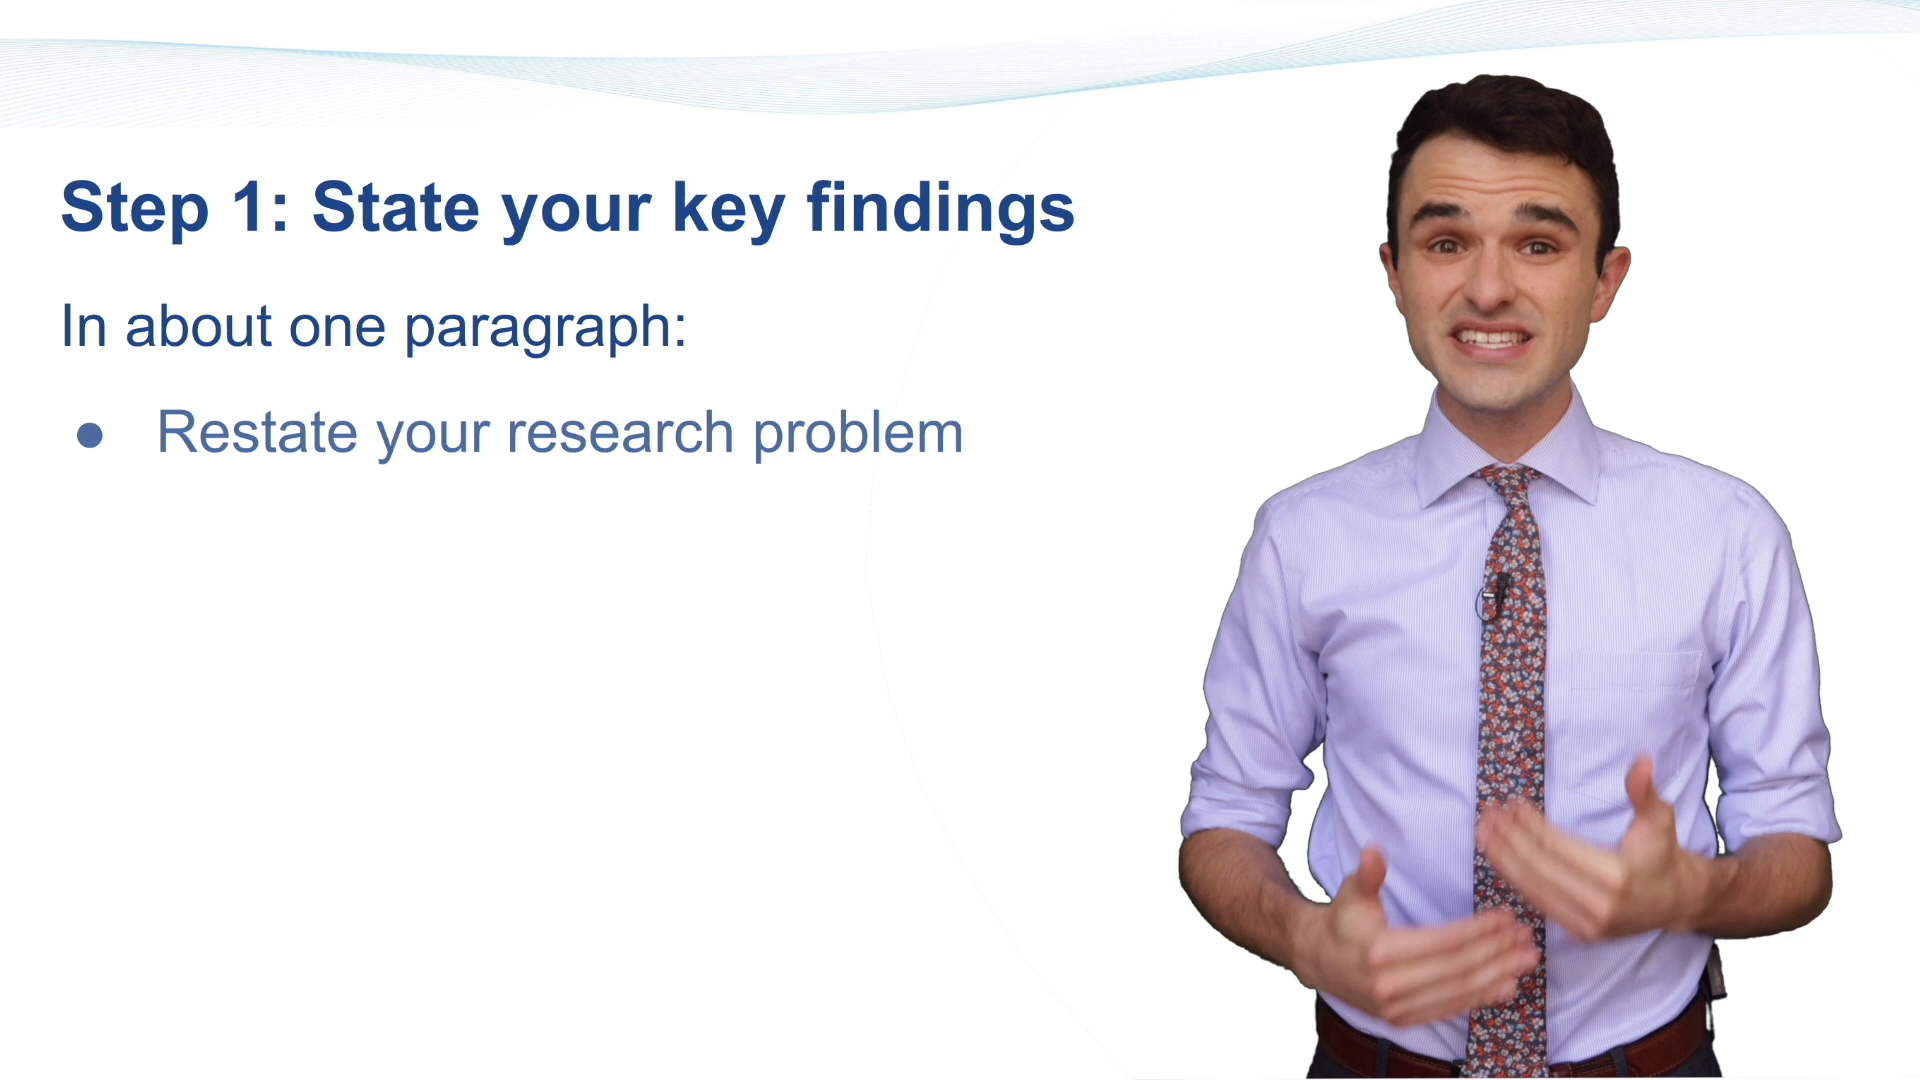 Step 1: State your key findings
In about one paragraph:
● Restate your research problem